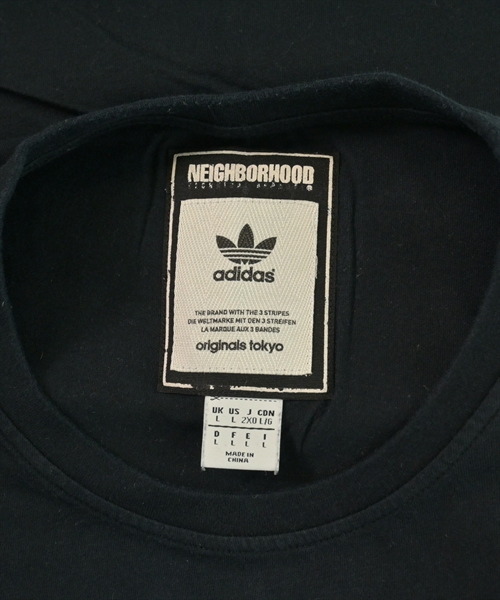 NEIGHBORHOOD
®
adidas
THE BRAND WITH THE 3 STRIPES
DIE WELTMARKE MIT DEN 3 STREIFEN
LA MARQUE AUX 3 BANDES
originals tokyo
UK US J CDN
L L 2XO L/G
D F E I
L L L L
MADE IN
CHINA